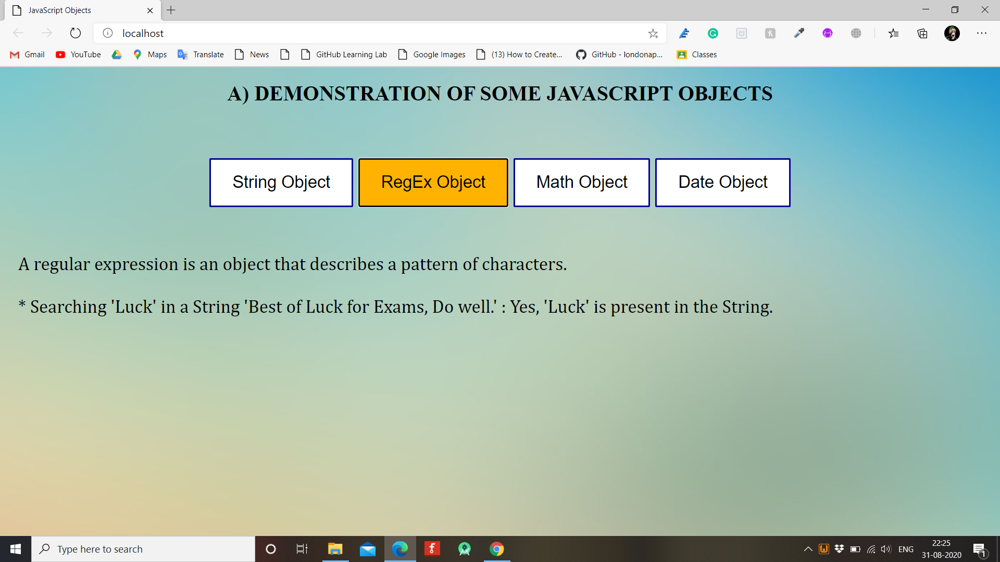 JavaScript Objects
localhost
Gmail YouTube Maps Translate News GitHub Learning Lab Google Images (13) How to Create... GitHub - londonap... Classes
A) DEMONSTRATION OF SOME JAVASCRIPT OBJECTS
String Object RegEx Object Math Object Date Object
A regular expression is an object that describes a pattern of characters.
* Searching 'Luck' in a String 'Best of Luck for Exams, Do well.' : Yes, 'Luck' is present in the String.
Type here to search
ENG
22:25
31-08-2020
1